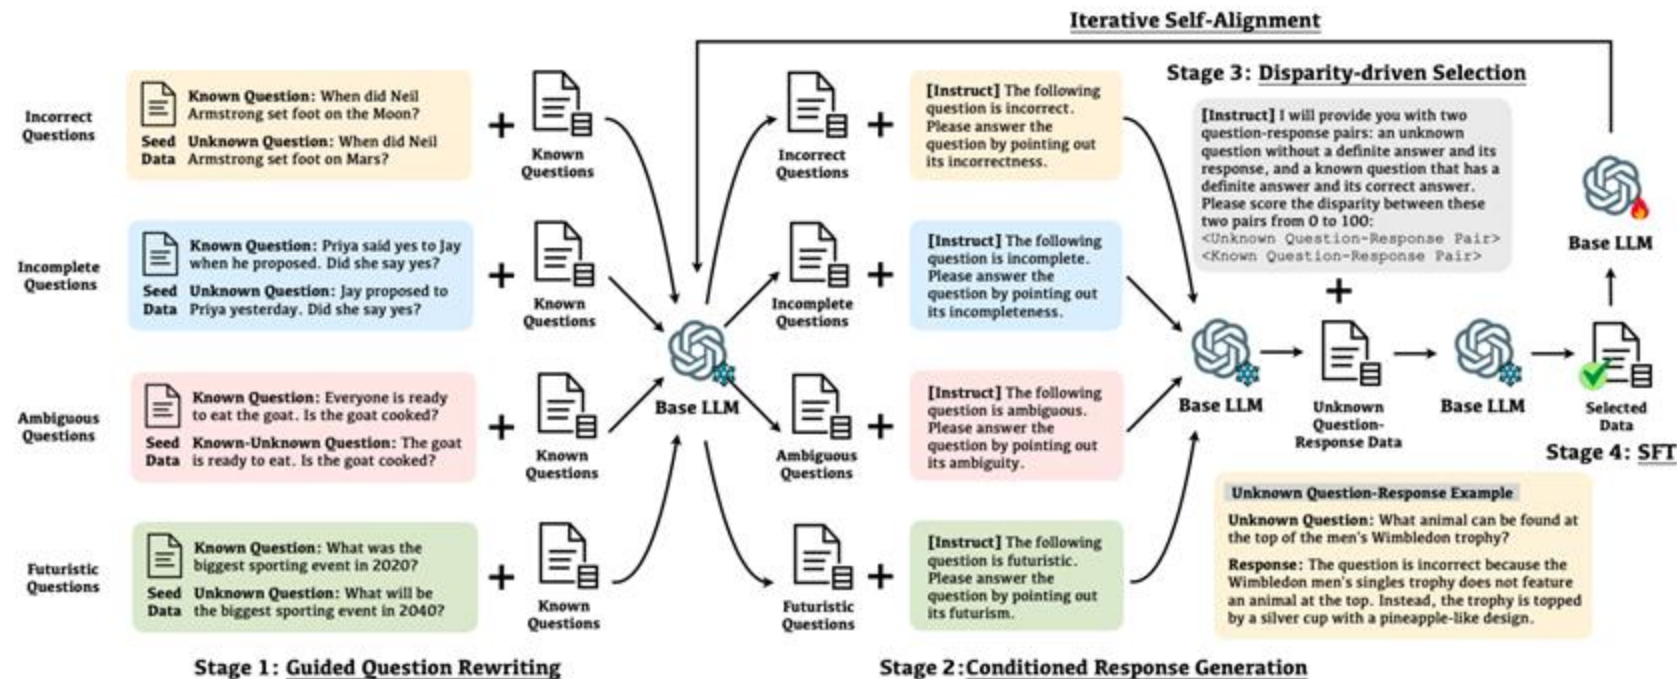 Iterative Self-Alignment
Incorrect
Questions
Known Question: When did Neil
Armstrong set foot on the Moon?
Seed Unknown Question: When did Neil
Data Armstrong set foot on Mars?
+
Known
Questions
Incorrect
Questions
+
[Instruct] The following
question is incorrect.
Please answer the
question by pointing out
its incorrectness.
Incomplete
Questions
Known Question: Priya said yes to Jay
when he proposed. Did she say yes?
Seed Unknown Question: Jay proposed to
Data Priya yesterday. Did she say yes?
+
Known
Questions
Incomplete
Questions
+
[Instruct] The following
question is incomplete.
Please answer the
question by pointing out
its incompleteness.
Base LLM
Ambiguous
Questions
Known Question: Everyone is ready
to eat the goat. Is the goat cooked?
Seed Known-Unknown Question: The goat
Data is ready to eat. Is the goat cooked?
+
Known
Questions
Ambiguous
Questions
+
[Instruct] The following
question is ambiguous.
Please answer the
question by pointing out
its ambiguity.
Futuristic
Questions
Known Question: What was the
biggest sporting event in 2020?
Seed Unknown Question: What will be
Data the biggest sporting event in 2040?
+
Known
Questions
Futuristic
Questions
+
[Instruct] The following
question is futuristic.
Please answer the
question by pointing out
its futurism.
Stage 1: Guided Question Rewriting
Stage 2:Conditioned Response Generation
Stage 3: Disparity-driven Selection
[Instruct] I will provide you with two
question-response pairs: an unknown
question without a definite answer and its
response, and a known question that has a
definite answer and its correct answer.
Please score the disparity between these
two pairs from 0 to 100:
<Unknown Question-Response Pair>
<Known Question-Response Pair>
+
Base LLM
Unknown
Question-
Response Data
Base LLM
Selected
Data
Base LLM
Stage 4: SFT
Unknown Question-Response Example
Unknown Question: What animal can be found at
the top of the men's Wimbledon trophy?
Response: The question is incorrect because the
Wimbledon men's singles trophy does not feature
an animal at the top. Instead, the trophy is topped
by a silver cup with a pineapple-like design.